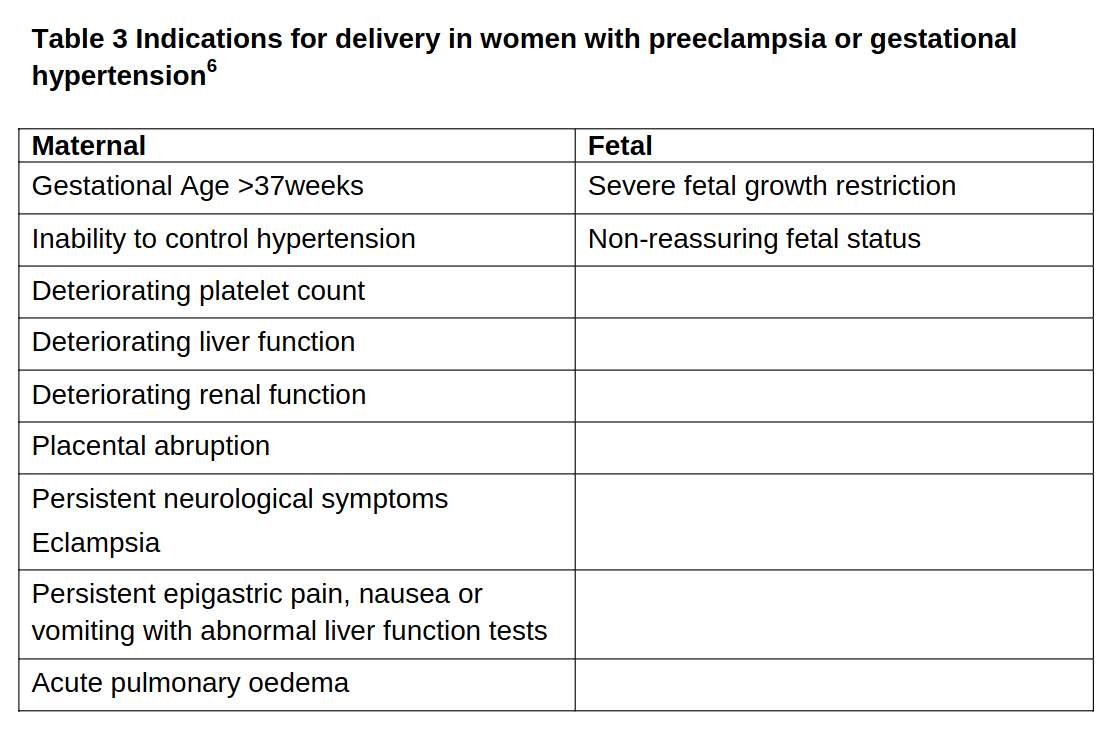 Table 3 Indications for delivery in women with preeclampsia or gestational
hypertension6
Maternal
Fetal
Gestational Age >37weeks
Severe fetal growth restriction
Inability to control hypertension
Non-reassuring fetal status
Deteriorating platelet count
Deteriorating liver function
Deteriorating renal function
Placental abruption
Persistent neurological symptoms
Eclampsia
Persistent epigastric pain, nausea or
vomiting with abnormal liver function tests
Acute pulmonary oedema